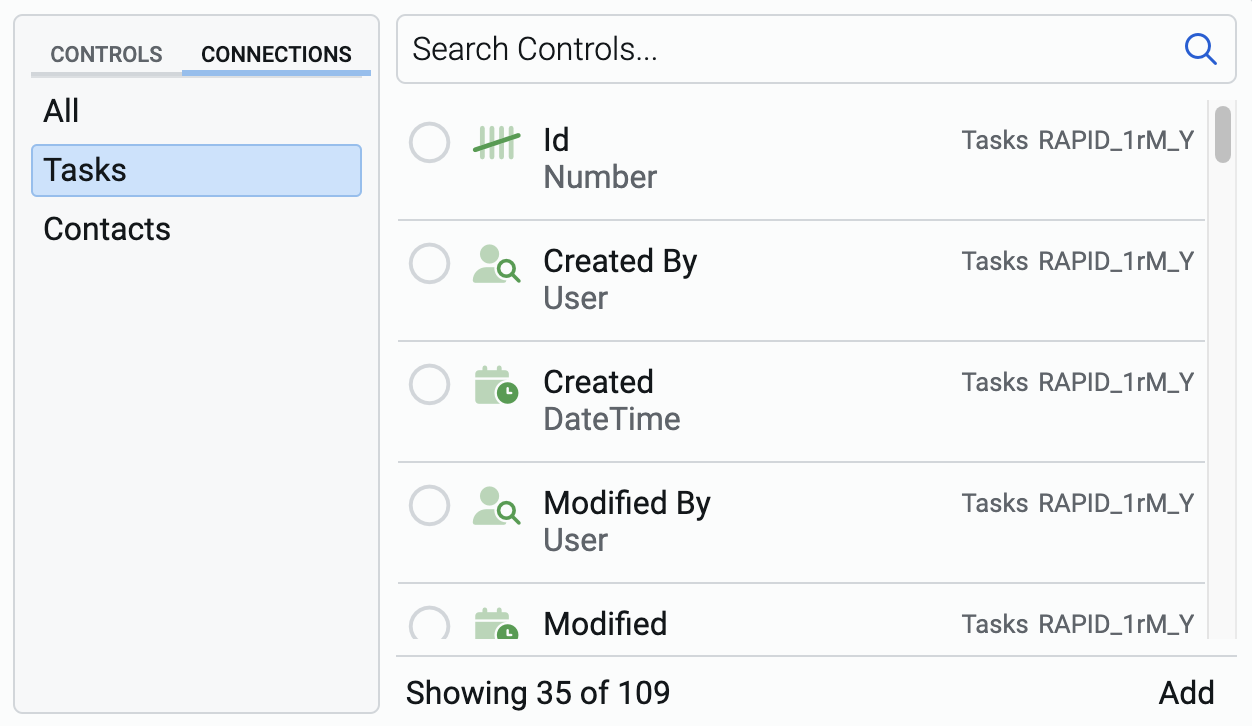 CONTROLS CONNECTIONS
All
Tasks
Contacts
Search Controls...
Id Tasks RAPID_1rM_Y
Number
Created By Tasks RAPID_1rM_Y
User
Created Tasks RAPID_1rM_Y
DateTime
Modified By Tasks RAPID_1rM_Y
User
Modified Tasks RAPID_1rM_Y
Showing 35 of 109 Add